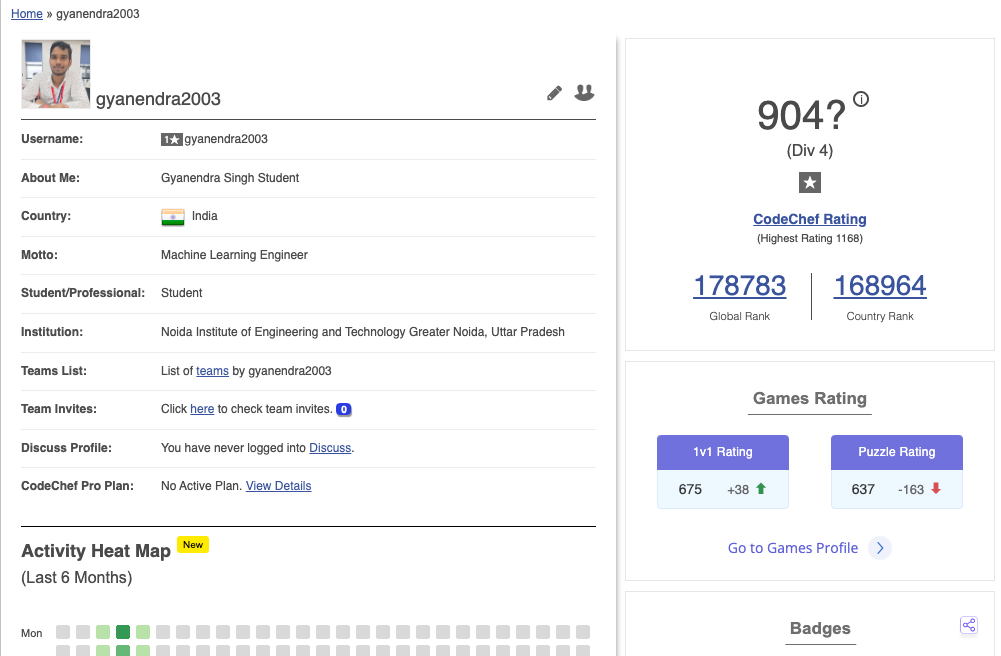 Home » gyanendra2003
gyanendra2003
Username: 1★ gyanendra2003
About Me: Gyanendra Singh Student
Country: India
Motto: Machine Learning Engineer
Student/Professional: Student
Institution: Noida Institute of Engineering and Technology Greater Noida, Uttar Pradesh
Teams List: List of teams by gyanendra2003
Team Invites: Click here to check team invites. 0
Discuss Profile: You have never logged into Discuss.
CodeChef Pro Plan: No Active Plan. View Details
Activity Heat Map New
(Last 6 Months)
Mon
904? i
(Div 4)
★
CodeChef Rating
(Highest Rating 1168)
178783 168964
Global Rank Country Rank
Games Rating
1v1 Rating Puzzle Rating
675 +38 637 -163
Go to Games Profile
Badges